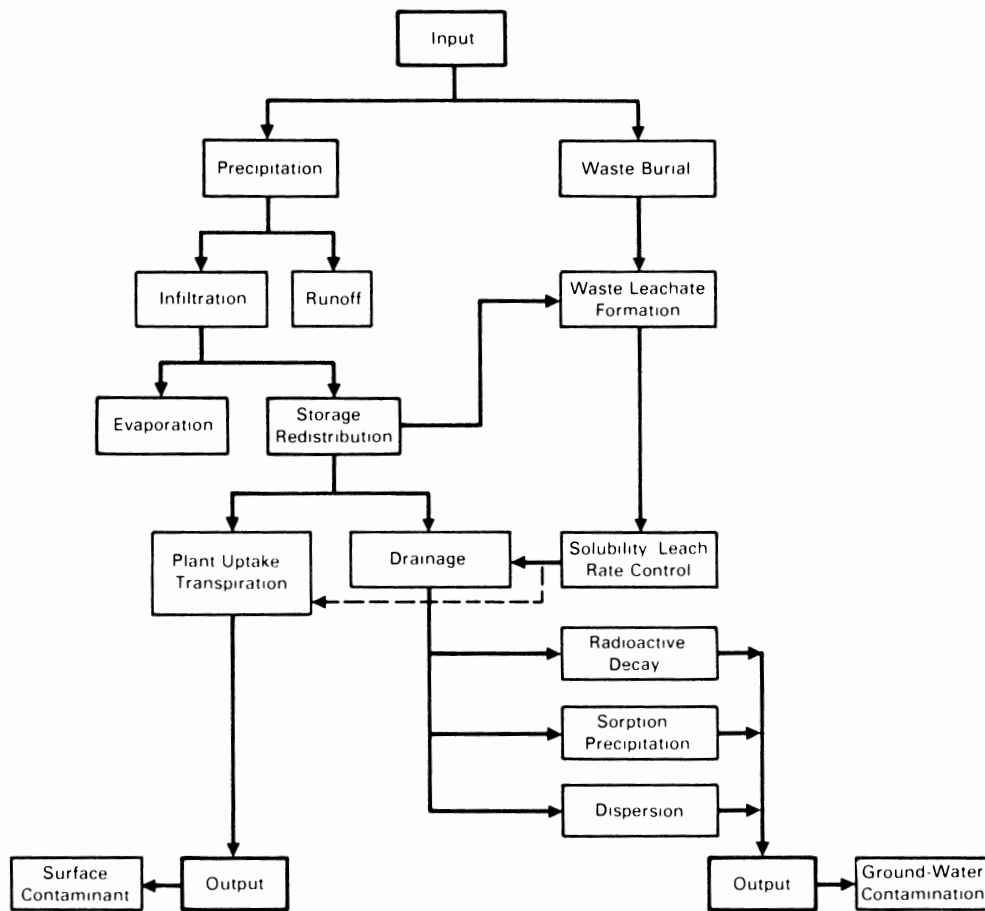 Input
Precipitation
Waste Burial
Infiltration
Runoff
Waste Leachate
Formation
Evaporation
Storage
Redistribution
Plant Uptake
Transpiration
Drainage
Solubility Leach
Rate Control
Radioactive
Decay
Sorption
Precipitation
Dispersion
Surface
Contaminant
Output
Output
Ground-Water
Contamination